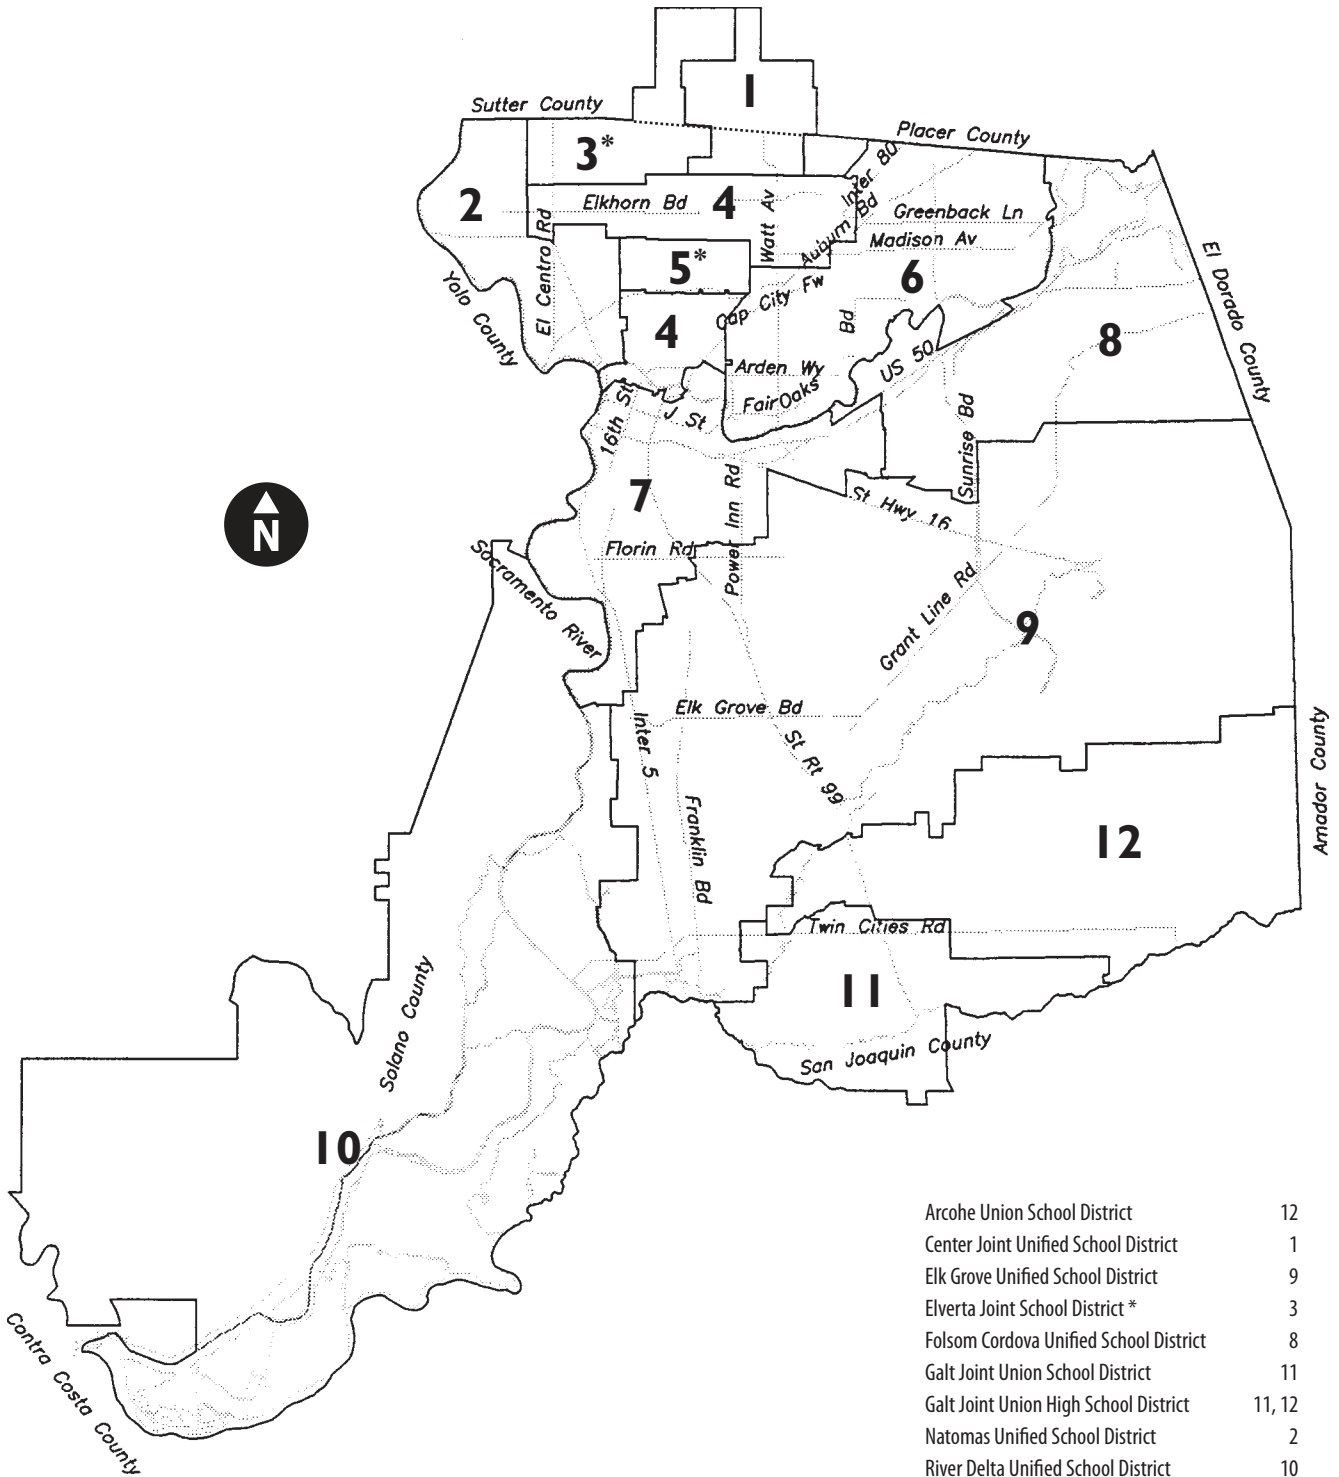 1
Sutter County
Placer County
3*
Inter 80
2
Elkhorn Bd
4
Watt Av
Auburn Bd
Greenback Ln
Madison Av
El Centro Rd
5*
6
El Dorado County
Yolo County
Cap City Fw
4
Bd
8
US 50
Arden Wy
Fair Oaks
16th St
J St
Sunrise Bd
7
Power Inn Rd
St Hwy 16
N
Florin Rd
Sacramento River
Grant Line Rd
9
Elk Grove Bd
Inter 5
St Rt 99
Amador County
Franklin Bd
12
Twin Cities Rd
Solano County
11
San Joaquin County
10
Contra Costa County
Arcohe Union School District 12
Center Joint Unified School District 1
Elk Grove Unified School District 9
Elverta Joint School District * 3
Folsom Cordova Unified School District 8
Galt Joint Union School District 11
Galt Joint Union High School District 11, 12
Natomas Unified School District 2
River Delta Unified School District 10